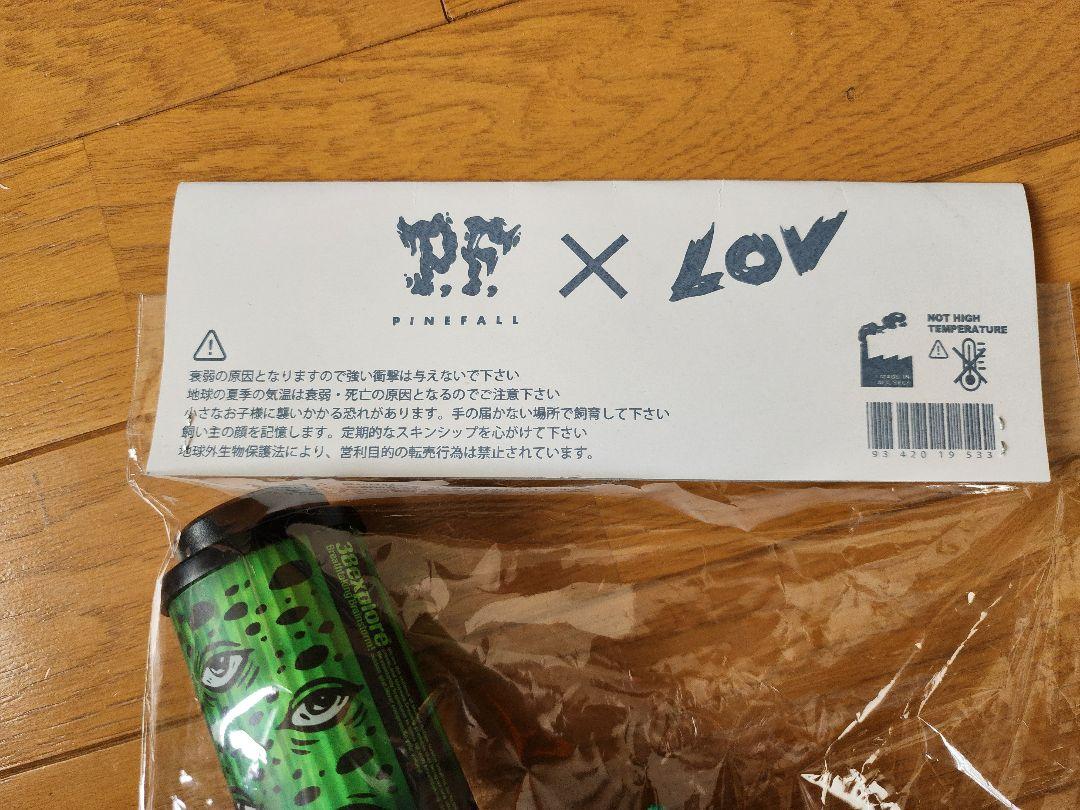 P.F. × LOV
PINEFALL
NOT HIGH
TEMPERATURE
衰弱の原因となりますので強い衝撃は与えないで下さい
地球の夏季の気温は衰弱・死亡の原因となるのでご注意下さい
小さなお子様に襲いかかる恐れがあります。手の届かない場所で飼育して下さい
飼い主の顔を記憶します。定期的なスキンシップを心がけて下さい
地球外生物保護法により、営利目的の転売行為は禁止されています。
93 420 19 533
3eexplore
Breathtaking brainstorm!